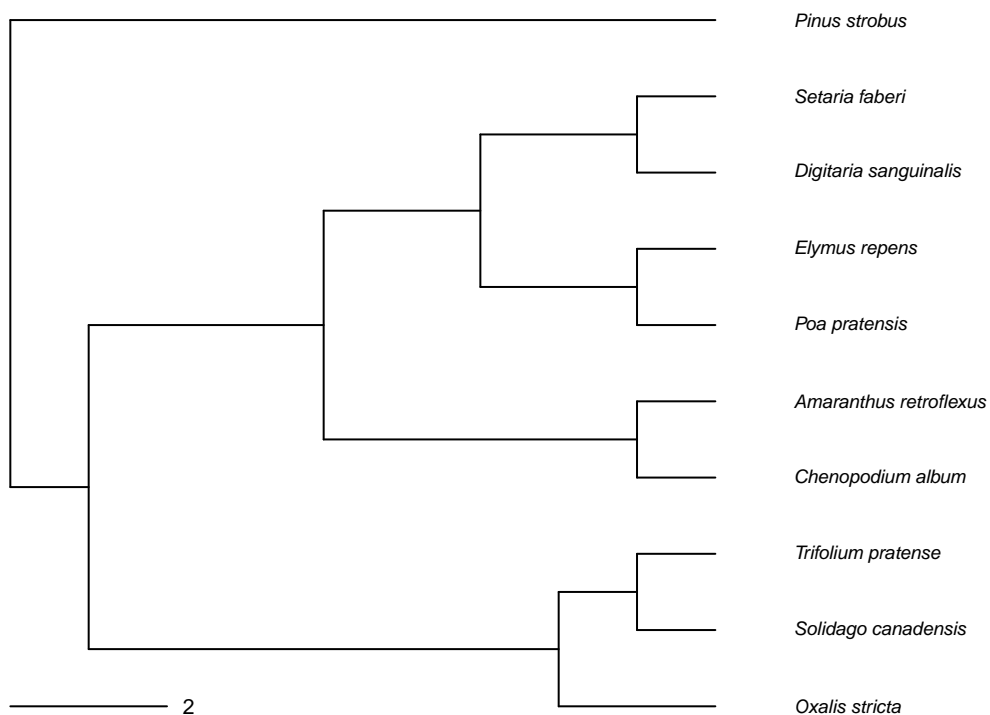 Pinus strobus
Setaria faberi
Digitaria sanguinalis
Elymus repens
Poa pratensis
Amaranthus retroflexus
Chenopodium album
Trifolium pratense
Solidago canadensis
2
Oxalis stricta